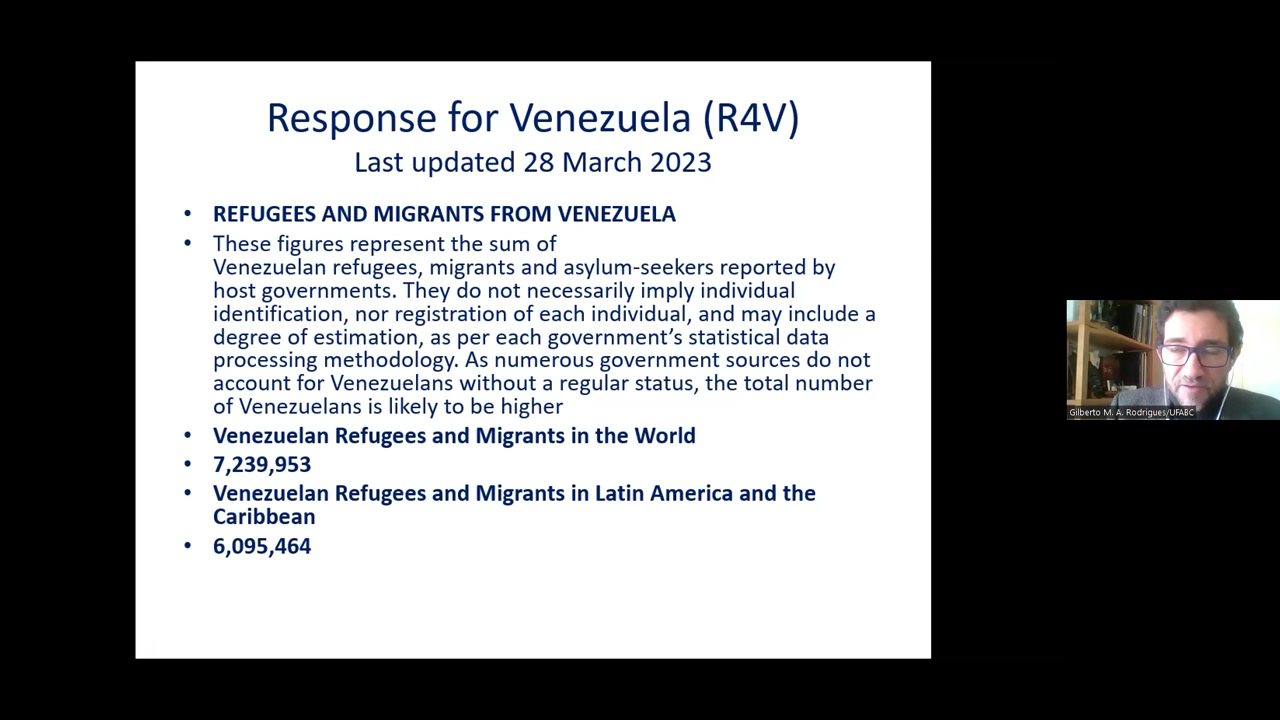 Response for Venezuela (R4V)
Last updated 28 March 2023
• REFUGEES AND MIGRANTS FROM VENEZUELA
• These figures represent the sum of
Venezuelan refugees, migrants and asylum-seekers reported by
host governments. They do not necessarily imply individual
identification, nor registration of each individual, and may include a
degree of estimation, as per each government’s statistical data
processing methodology. As numerous government sources do not
account for Venezuelans without a regular status, the total number
of Venezuelans is likely to be higher
• Venezuelan Refugees and Migrants in the World
• 7,239,953
• Venezuelan Refugees and Migrants in Latin America and the
Caribbean
• 6,095,464
Gilberto M. A. Rodrigues/UFABC